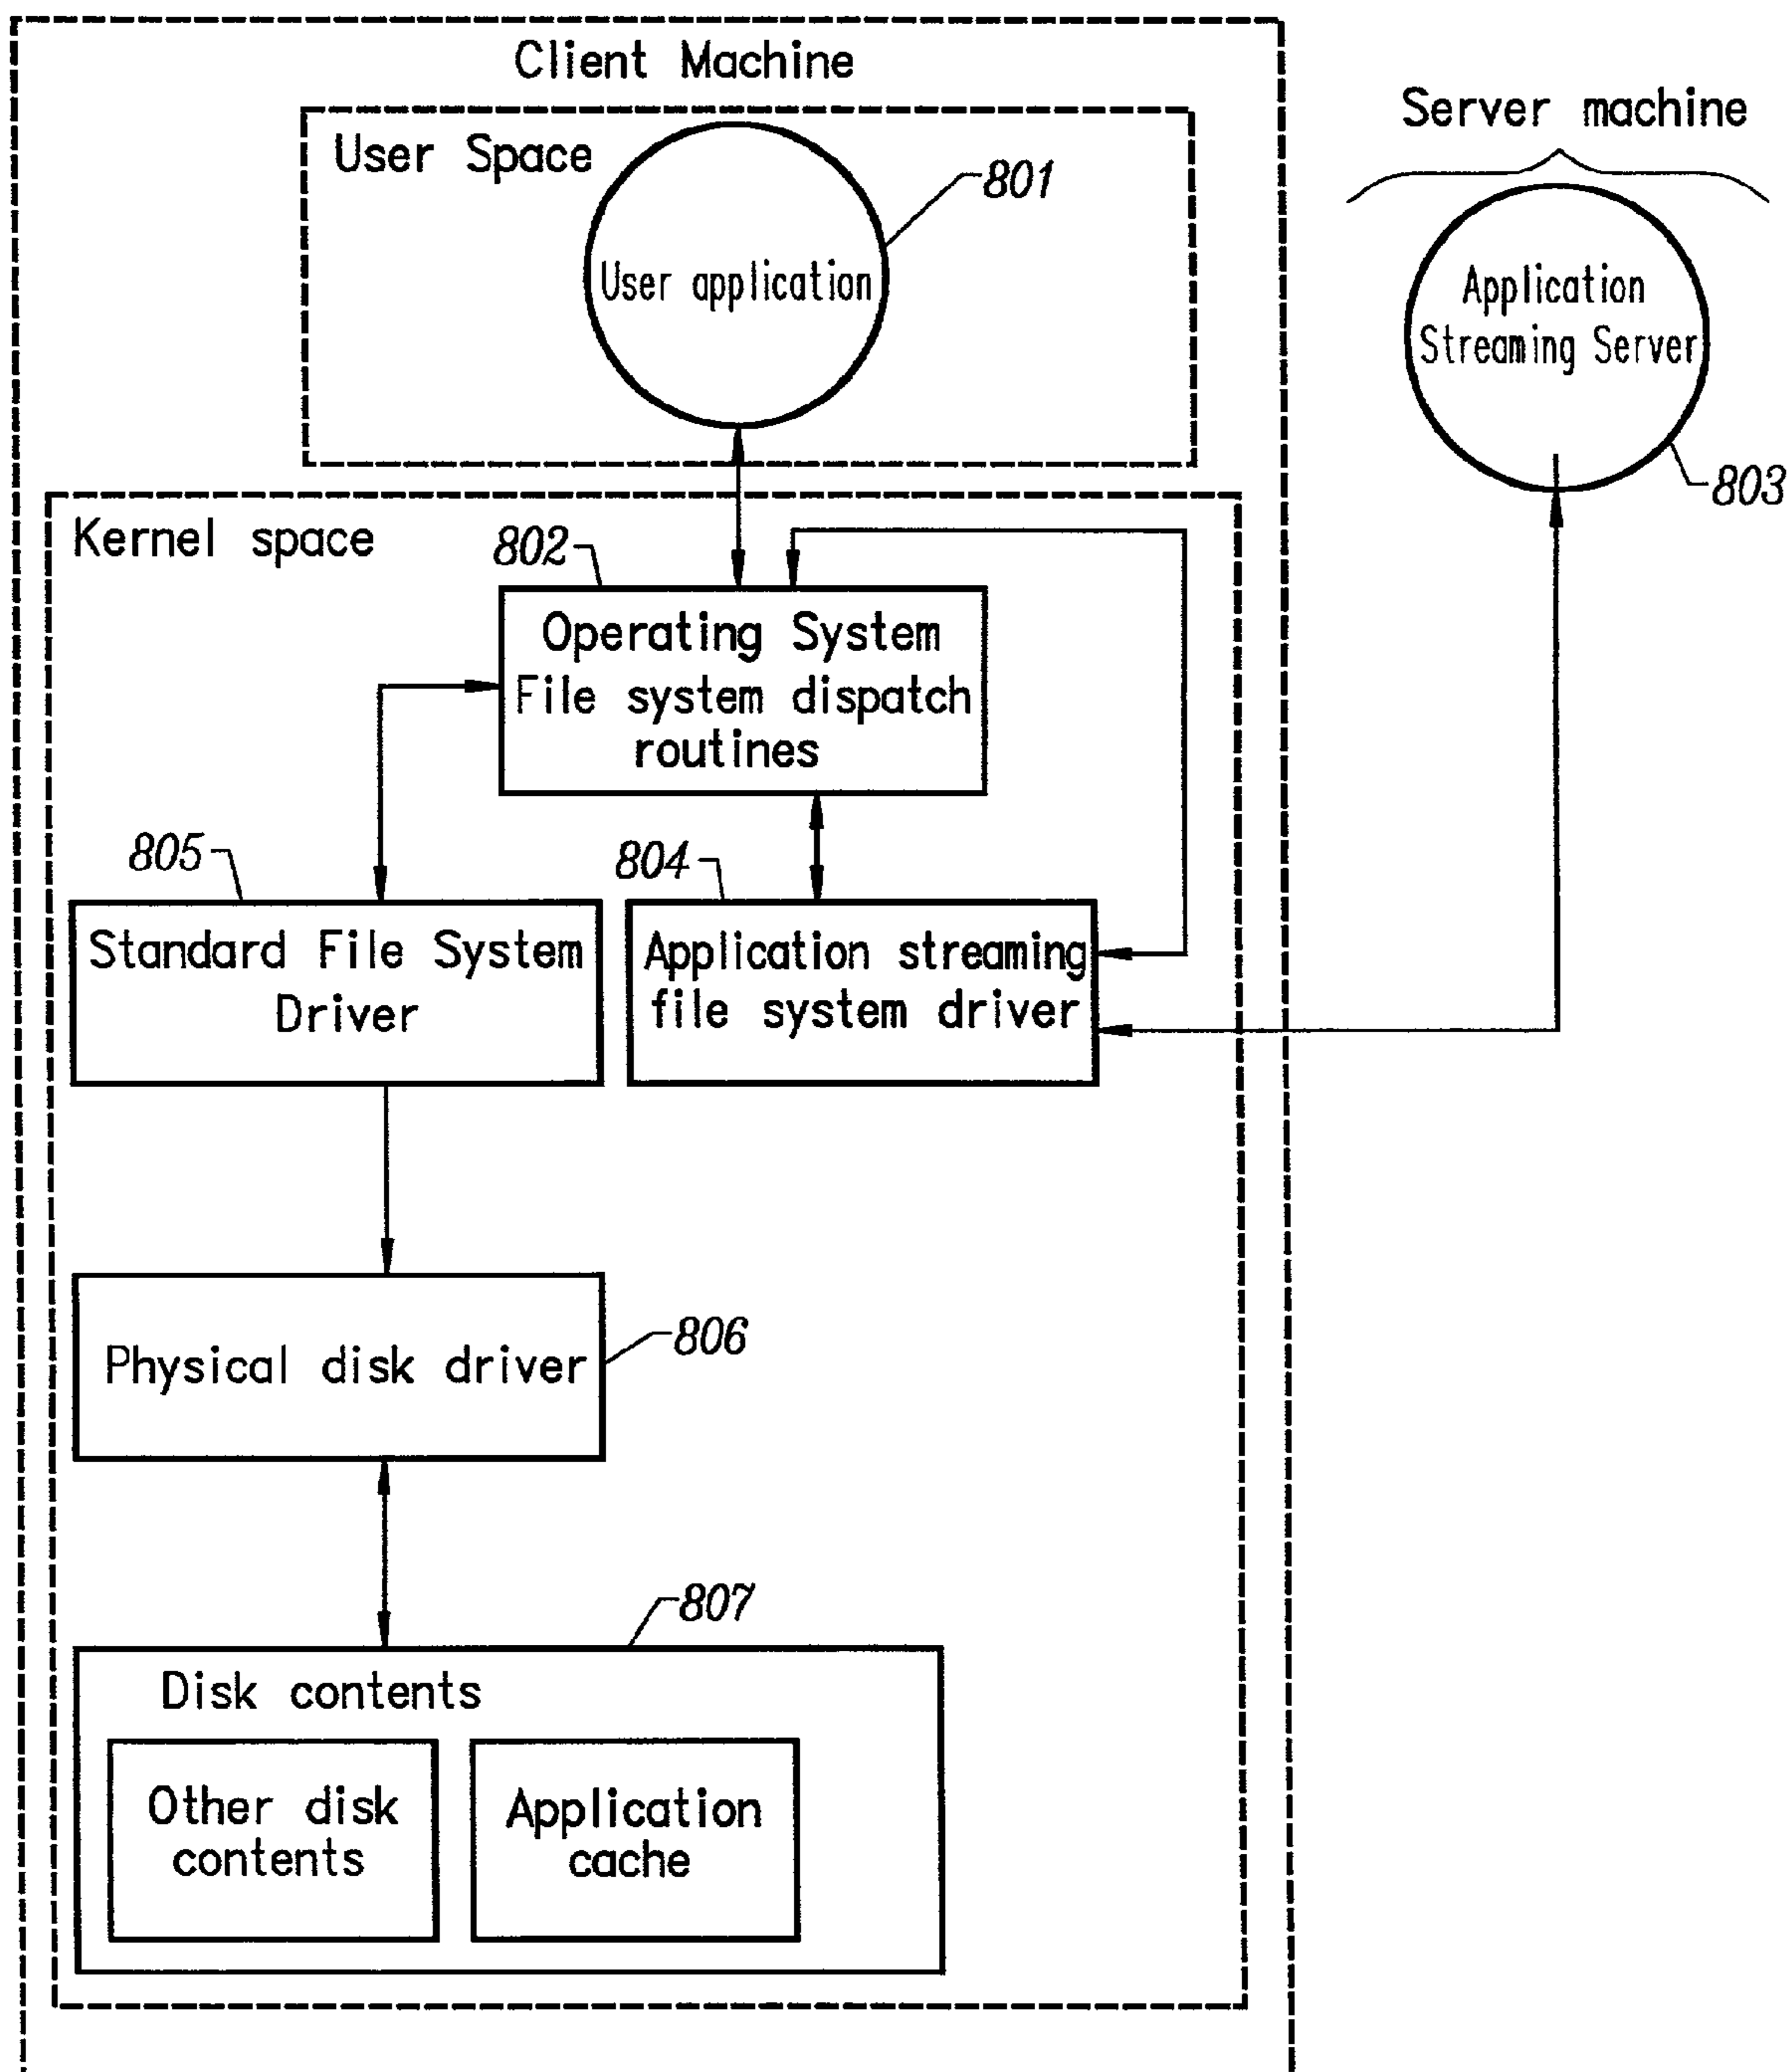 Client Machine
User Space
801
User application
Server machine
Application
Streaming Server
803
Kernel space
802
Operating System
File system dispatch
routines
805
804
Standard File System
Driver
Application streaming
file system driver
Physical disk driver
806
807
Disk contents
Other disk
contents
Application
cache